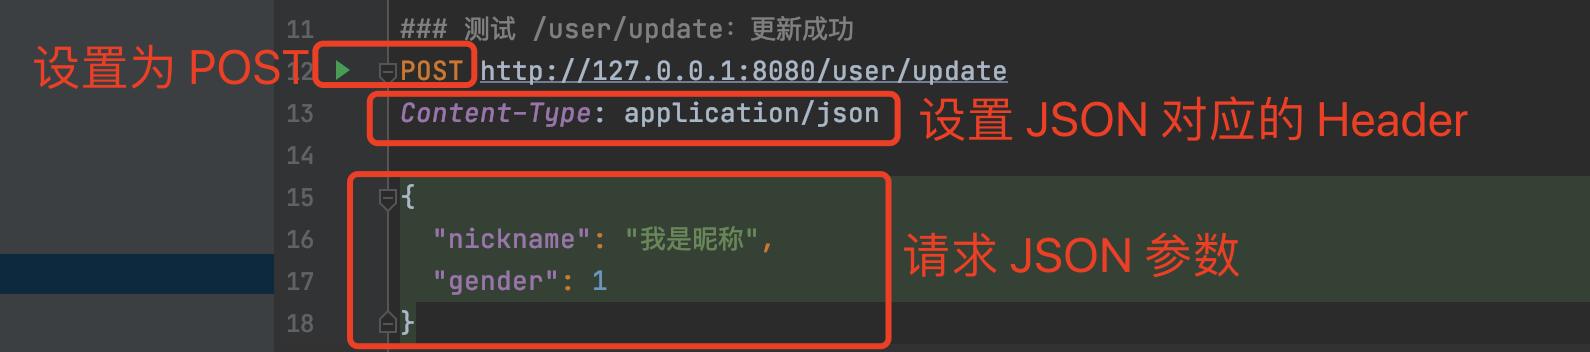 11 ### 测试 /user/update: 更新成功
设置为 POST
12 POST http://127.0.0.1:8080/user/update
13 Content-Type: application/json
设置 JSON 对应的 Header
14
15 {
16 "nickname": "我是昵称",
请求 JSON 参数
17 "gender": 1
18 }